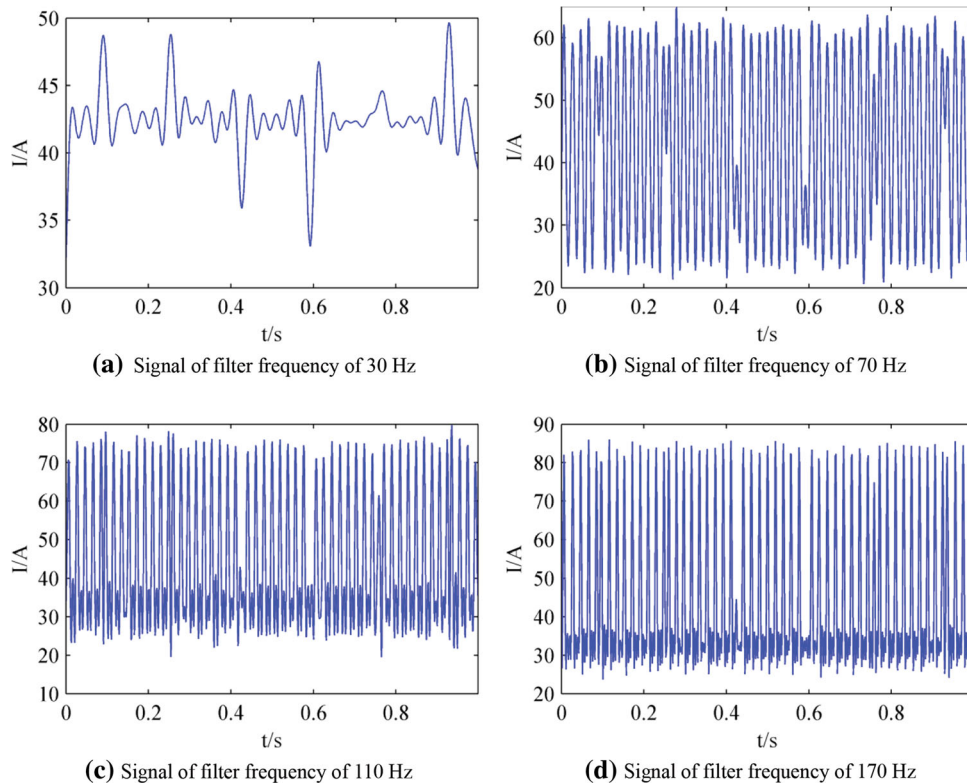 50
45
40
35
30
I/A
0 0.2 0.4 0.6 0.8
t/s
(a) Signal of filter frequency of 30 Hz
60
50
40
30
20
I/A
0 0.2 0.4 0.6 0.8
t/s
(b) Signal of filter frequency of 70 Hz
80
70
60
50
40
30
20
10
I/A
0 0.2 0.4 0.6 0.8
t/s
(c) Signal of filter frequency of 110 Hz
90
80
70
60
50
40
30
20
I/A
0 0.2 0.4 0.6 0.8
t/s
(d) Signal of filter frequency of 170 Hz